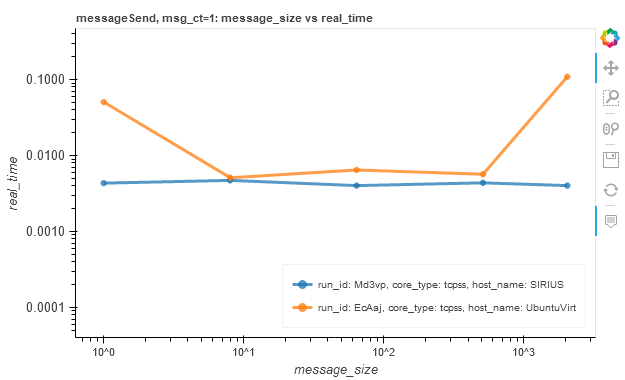 messageSend, msg_ct=1: message_size vs real_time
real_time
0.1000
0.0100
0.0010
0.0001
run_id: Md3vp, core_type: tcpss, host_name: SIRIUS
run_id: EcAaj, core_type: tcpss, host_name: UbuntuVirt
10^0 10^1 10^2 10^3
message_size